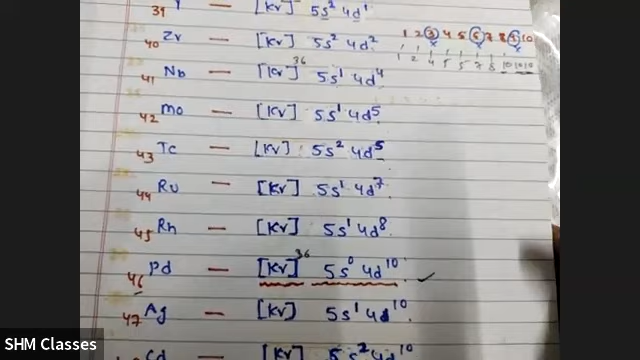 39 Y — [Kr] 5s² 4d¹
40 Zr — [Kr] 5s² 4d²
1 2 ③ 4 5 ⑥ 7 8 ⑨ 10
1 2 4 5 5 7 8 10 10 10
41 Nb — [Kr]³⁶ 5s¹ 4d⁴
42 Mo — [Kr] 5s¹ 4d⁵
43 Tc — [Kr] 5s² 4d⁵
44 Ru — [Kr] 5s¹ 4d⁷
45 Rh — [Kr] 5s¹ 4d⁸
46 Pd — [Kr]³⁶ 5s⁰ 4d¹⁰ ✓
47 Ag — [Kr] 5s¹ 4d¹⁰
Cd — [Kr] 5s² 4d¹⁰
SHM Classes